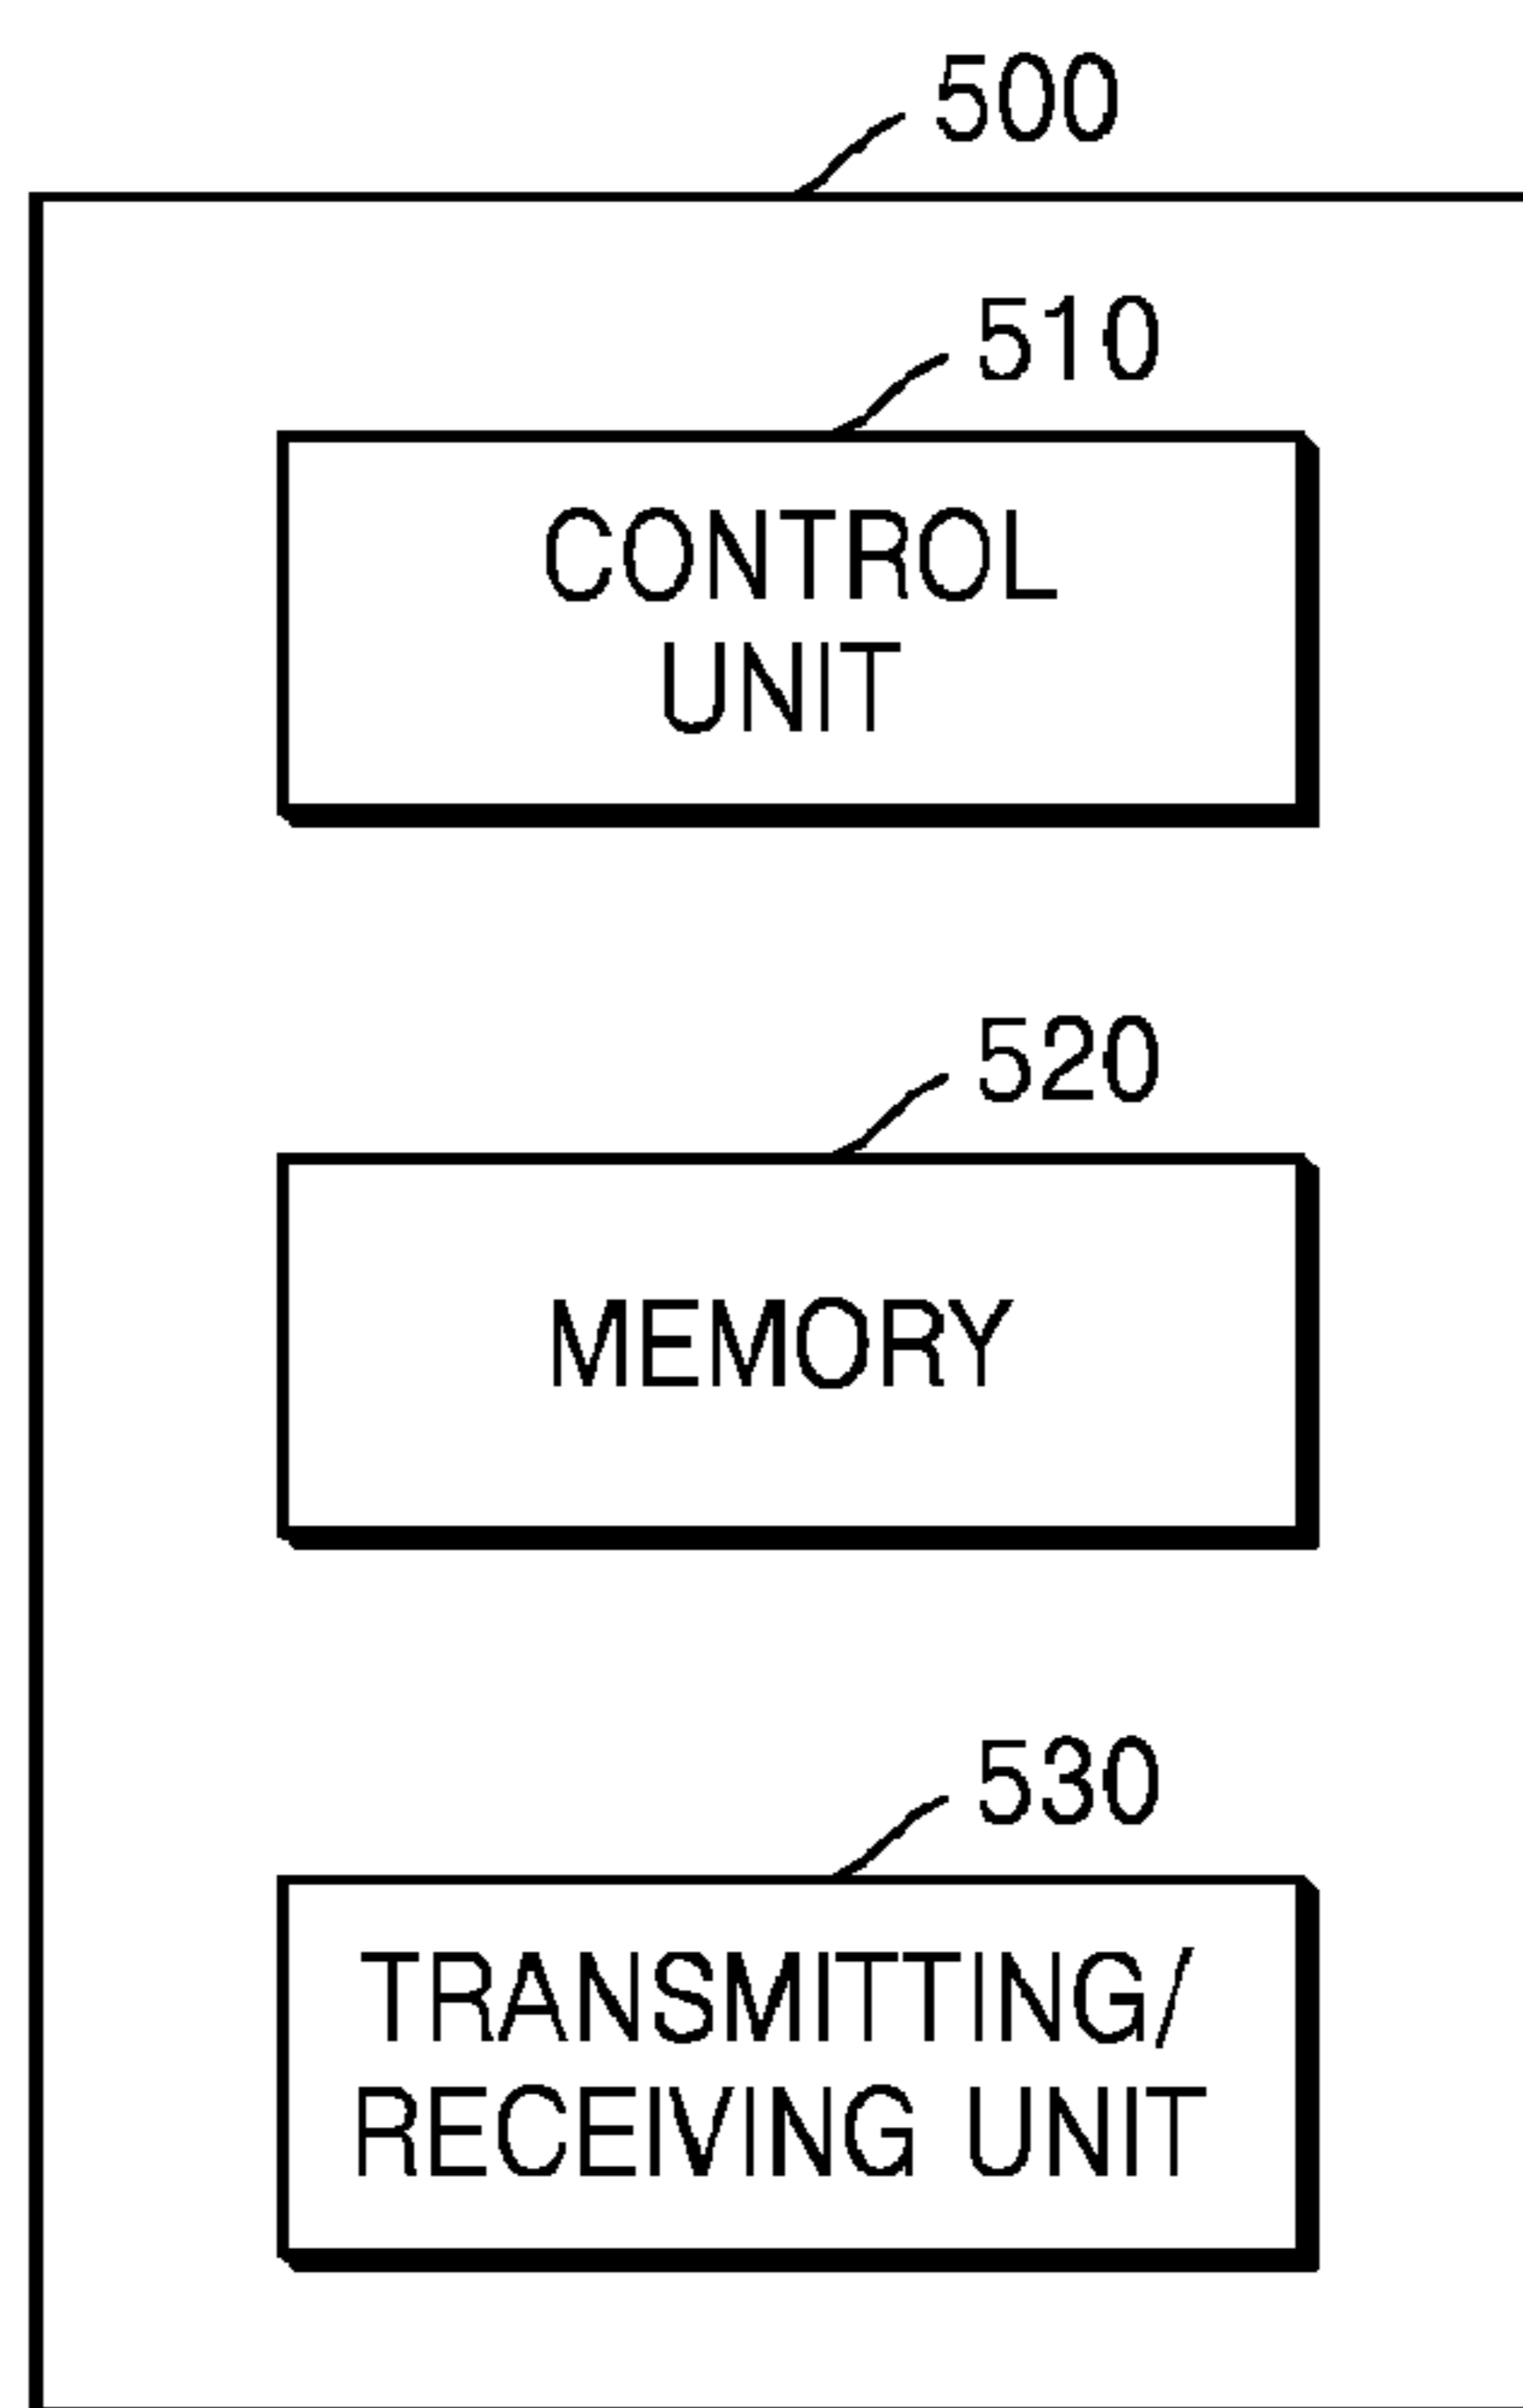 500
510
CONTROL
UNIT
520
MEMORY
530
TRANSMITTING/
RECEIVING UNIT